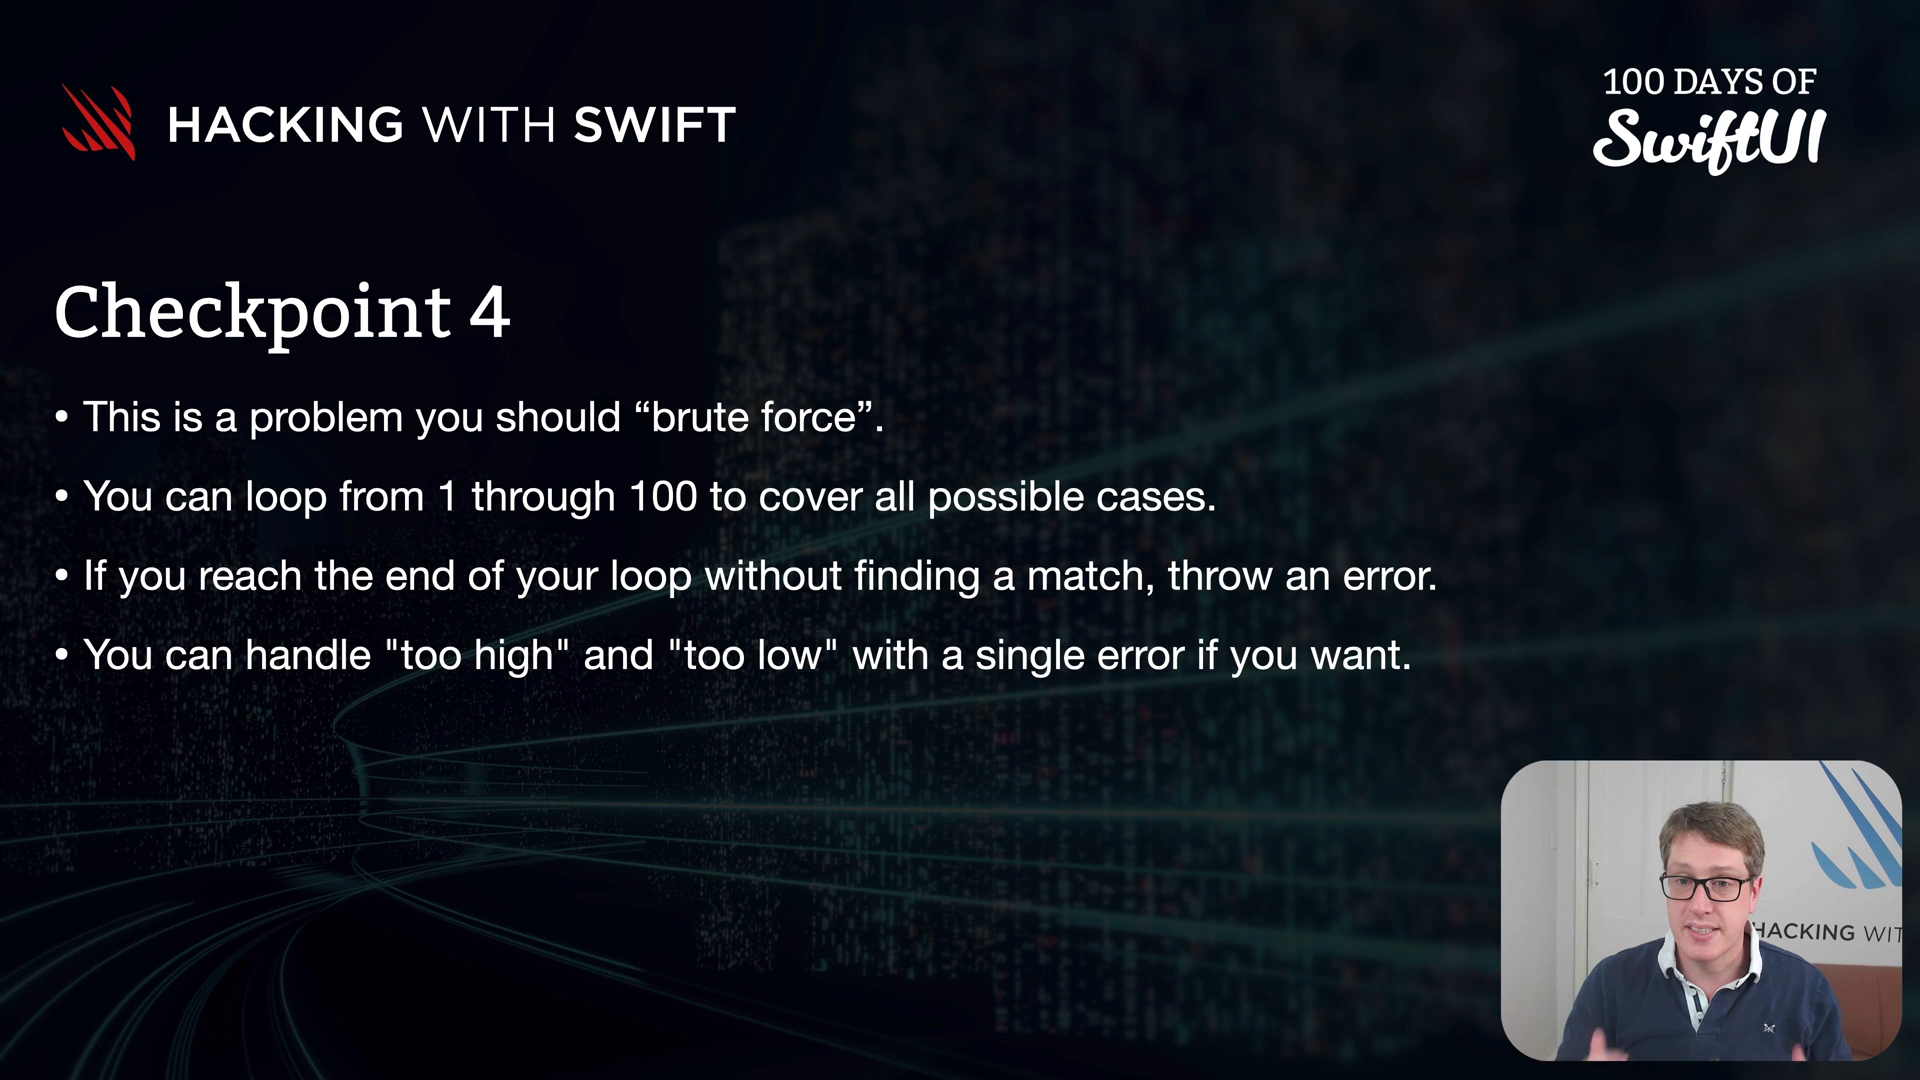 HACKING WITH SWIFT
100 DAYS OF
SwiftUI
Checkpoint 4
• This is a problem you should “brute force”.
• You can loop from 1 through 100 to cover all possible cases.
• If you reach the end of your loop without finding a match, throw an error.
• You can handle "too high" and "too low" with a single error if you want.
HACKING WIT